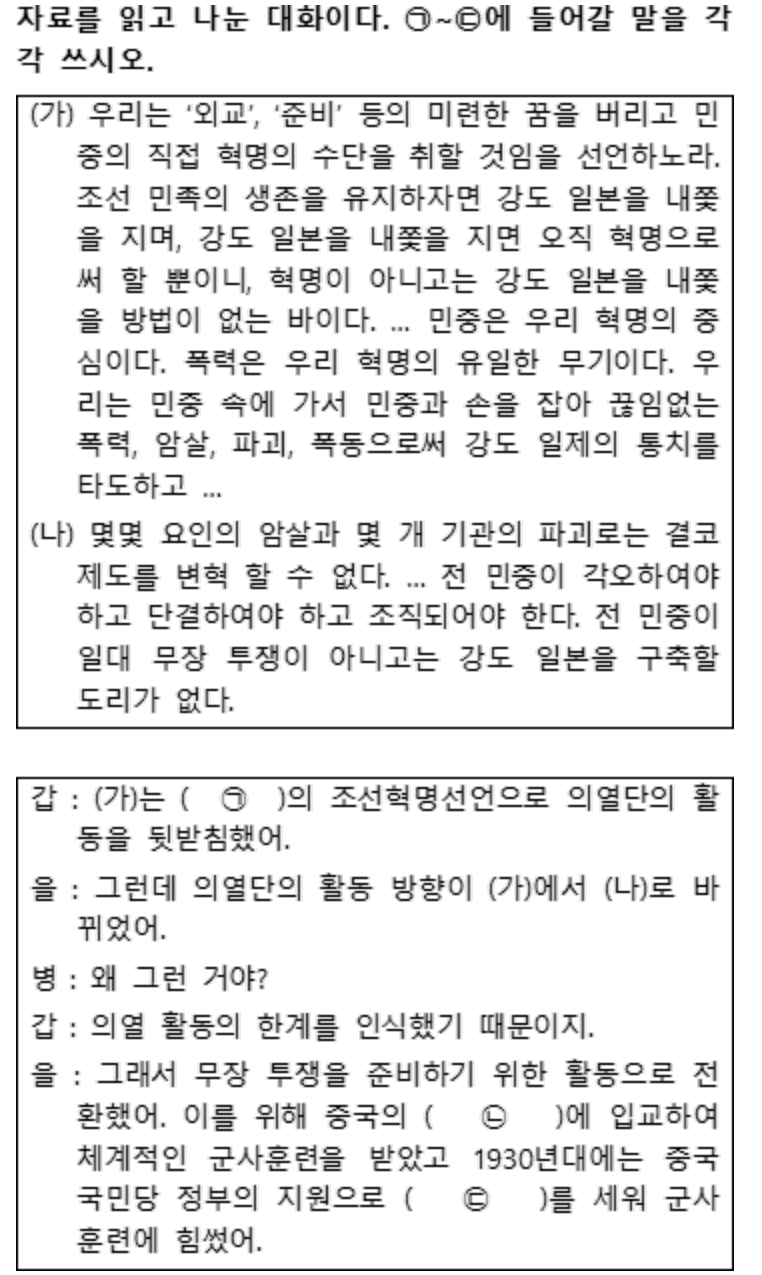 자료를 읽고 나눈 대화이다. ㉠~㉢에 들어갈 말을 각
각 쓰시오.
(가) 우리는 ‘외교’, ‘준비’ 등의 미련한 꿈을 버리고 민
중의 직접 혁명의 수단을 취할 것임을 선언하노라.
조선 민족의 생존을 유지하자면 강도 일본을 내쫓
을 지며, 강도 일본을 내쫓을 지면 오직 혁명으로
써 할 뿐이니, 혁명이 아니고는 강도 일본을 내쫓
을 방법이 없는 바이다. ... 민중은 우리 혁명의 중
심이다. 폭력은 우리 혁명의 유일한 무기이다. 우
리는 민중 속에 가서 민중과 손을 잡아 끊임없는
폭력, 암살, 파괴, 폭동으로써 강도 일제의 통치를
타도하고 ...
(나) 몇몇 요인의 암살과 몇 개 기관의 파괴로는 결코
제도를 변혁 할 수 없다. ... 전 민중이 각오하여야
하고 단결하여야 하고 조직되어야 한다. 전 민중이
일대 무장 투쟁이 아니고는 강도 일본을 구축할
도리가 없다.
갑 : (가)는 ( ㉠ )의 조선혁명선언으로 의열단의 활
동을 뒷받침했어.
을 : 그런데 의열단의 활동 방향이 (가)에서 (나)로 바
뀌었어.
병 : 왜 그런 거야?
갑 : 의열 활동의 한계를 인식했기 때문이지.
을 : 그래서 무장 투쟁을 준비하기 위한 활동으로 전
환했어. 이를 위해 중국의 ( ㉡ )에 입교하여
체계적인 군사훈련을 받았고 1930년대에는 중국
국민당 정부의 지원으로 ( ㉢ )를 세워 군사
훈련에 힘썼어.